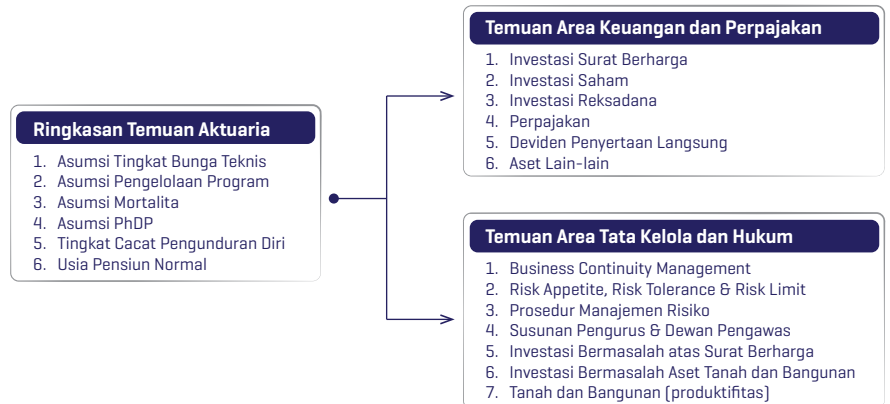 Ringkasan Temuan Aktuaria
1. Asumsi Tingkat Bunga Teknis
2. Asumsi Pengelolaan Program
3. Asumsi Mortalita
4. Asumsi PhDP
5. Tingkat Cacat Pengunduran Diri
6. Usia Pensiun Normal
Temuan Area Keuangan dan Perpajakan
1. Investasi Surat Berharga
2. Investasi Saham
3. Investasi Reksadana
4. Perpajakan
5. Deviden Penyertaan Langsung
6. Aset Lain-lain
Temuan Area Tata Kelola dan Hukum
1. Business Continuity Management
2. Risk Appetite, Risk Tolerance & Risk Limit
3. Prosedur Manajemen Risiko
4. Susunan Pengurus & Dewan Pengawas
5. Investasi Bermasalah atas Surat Berharga
6. Investasi Bermasalah Aset Tanah dan Bangunan
7. Tanah dan Bangunan (produktifitas)